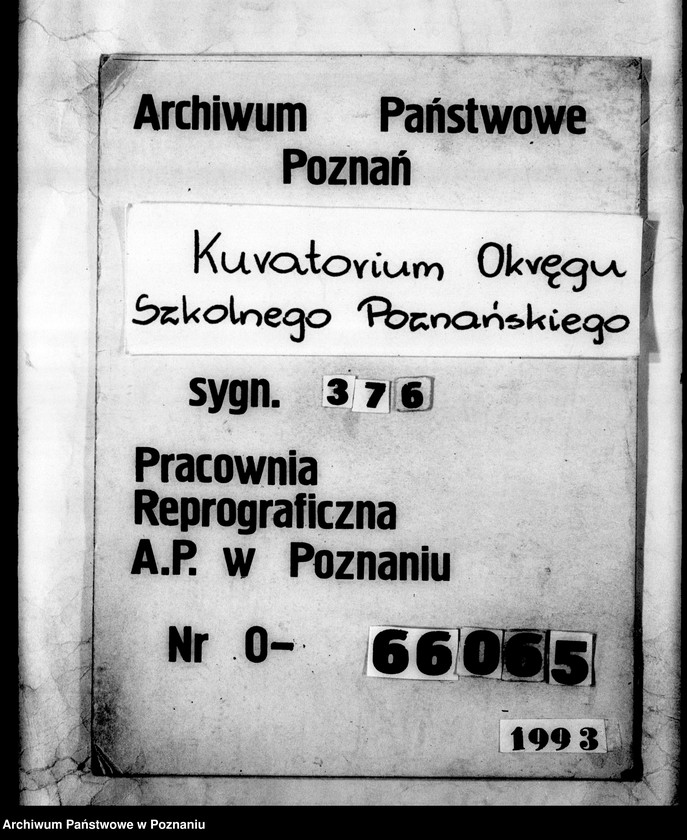 Archiwum Państwowe
Poznań
Kuratorium Okręgu
Szkolnego Poznańskiego
sygn. 376
Pracownia
Reprograficzna
A.P. w Poznaniu
Nr 0- 66065
1993
Archiwum Państwowe w Poznaniu